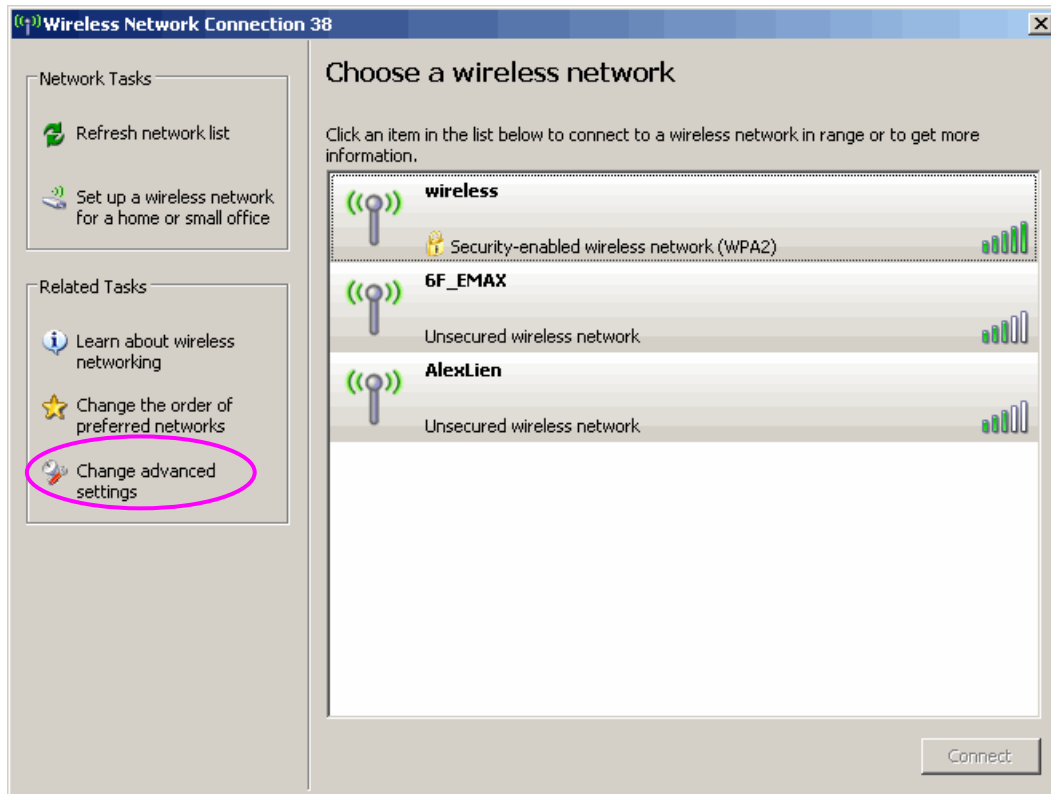 Wireless Network Connection 38
Network Tasks
Refresh network list
Set up a wireless network
for a home or small office
Related Tasks
Learn about wireless
networking
Change the order of
preferred networks
Change advanced
settings
Choose a wireless network
Click an item in the list below to connect to a wireless network in range or to get more
information.
wireless
Security-enabled wireless network (WPA2)
6F_EMAX
Unsecured wireless network
AlexLien
Unsecured wireless network
Connect